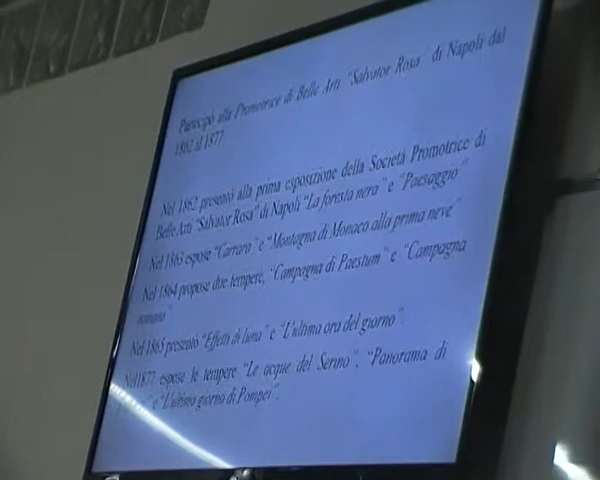 Partecipò alla Promotrice di Belle Arti "Salvator Rosa" di Napoli dal
1862 al 1877
Nel 1862 presentò alla prima esposizione della Società Promotrice di
Belle Arti "Salvator Rosa" di Napoli "La foresta nera" e "Paesaggio"
Nel 1863 espose "Carrara" e "Montagna di Monaco alla prima neve"
Nel 1864 propose due tempere, "Campagna di Paestum" e "Campagna
romana"
Nel 1865 presentò "Effetti di luna" e "L'ultima ora del giorno".
Nel 1877 espose le tempere "Le acque del Serino", "Panorama di
e "L'ultimo giorno di Pompei".